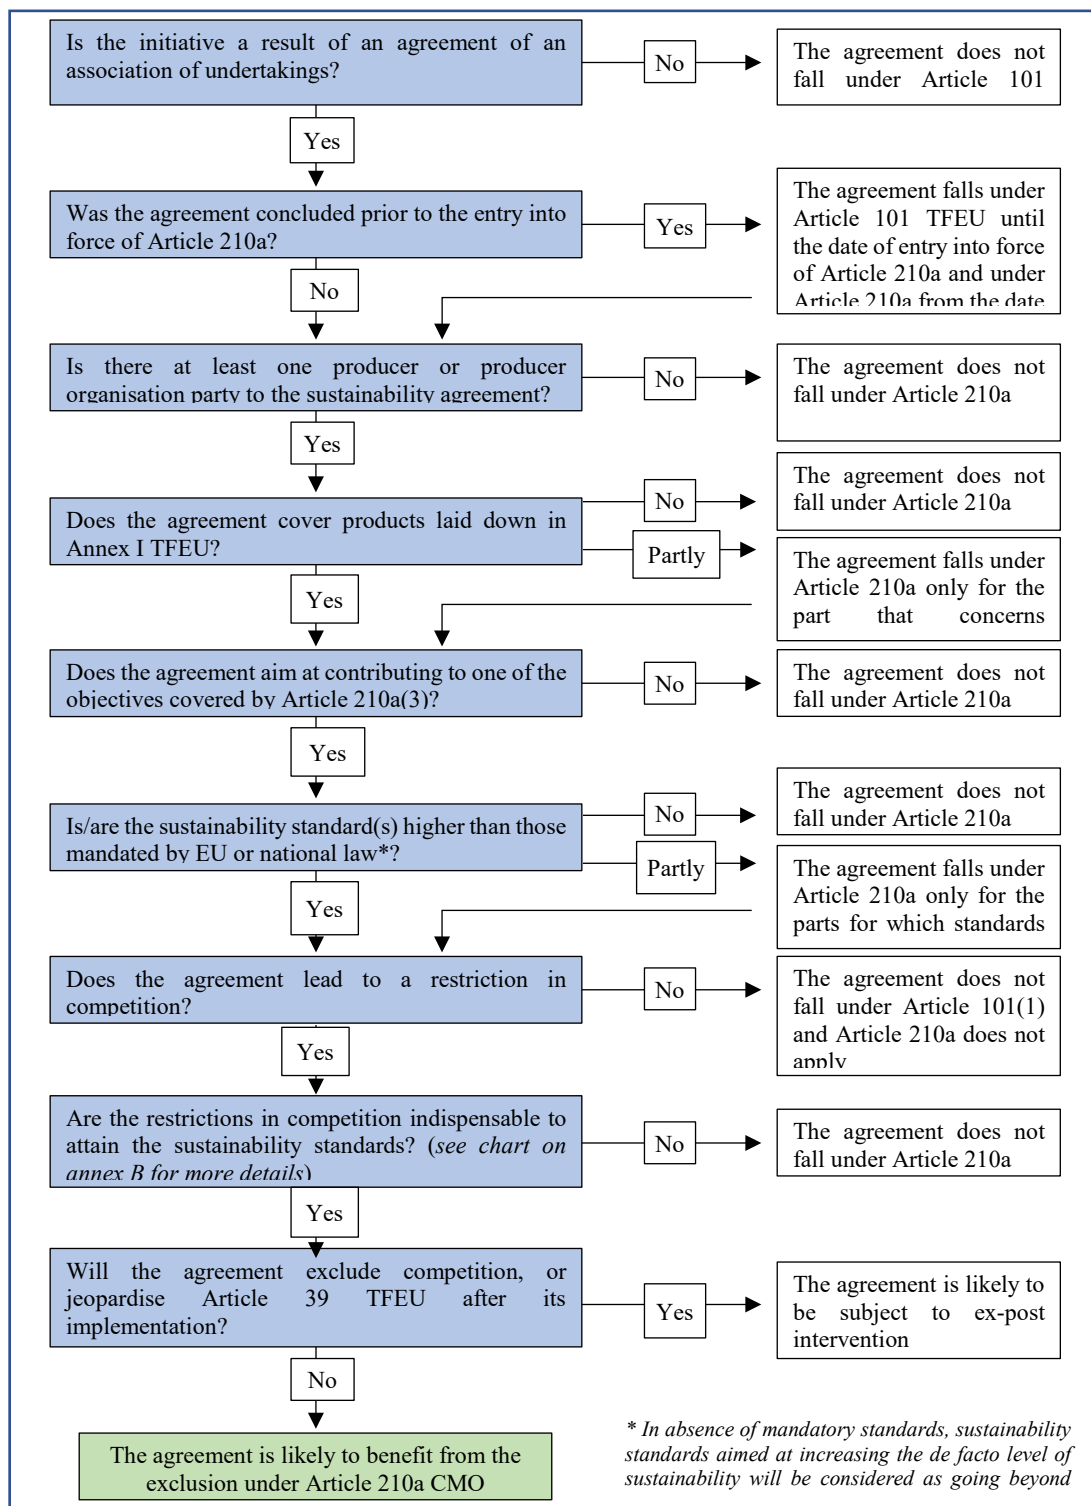 Is the initiative a result of an agreement of an
association of undertakings?
No
The agreement does not
fall under Article 101
Yes
Was the agreement concluded prior to the entry into
force of Article 210a?
Yes
The agreement falls under
Article 101 TFEU until
the date of entry into force
of Article 210a and under
Article 210a from the date
No
Is there at least one producer or producer
organisation party to the sustainability agreement?
No
The agreement does not
fall under Article 210a
Yes
Does the agreement cover products laid down in
Annex I TFEU?
No
The agreement does not
fall under Article 210a
Partly
The agreement falls under
Article 210a only for the
part that concerns
Yes
Does the agreement aim at contributing to one of the
objectives covered by Article 210a(3)?
No
The agreement does not
fall under Article 210a
Yes
Is/are the sustainability standard(s) higher than those
mandated by EU or national law*?
No
The agreement does not
fall under Article 210a
Partly
The agreement falls under
Article 210a only for the
parts for which standards
Yes
Does the agreement lead to a restriction in
competition?
No
The agreement does not
fall under Article 101(1)
and Article 210a does not
apply
Yes
Are the restrictions in competition indispensable to
attain the sustainability standards? (see chart on
annex B for more details)
No
The agreement does not
fall under Article 210a
Yes
Will the agreement exclude competition, or
jeopardise Article 39 TFEU after its
implementation?
Yes
The agreement is likely to
be subject to ex-post
intervention
No
The agreement is likely to benefit from the
exclusion under Article 210a CMO
* In absence of mandatory standards, sustainability
standards aimed at increasing the de facto level of
sustainability will be considered as going beyond